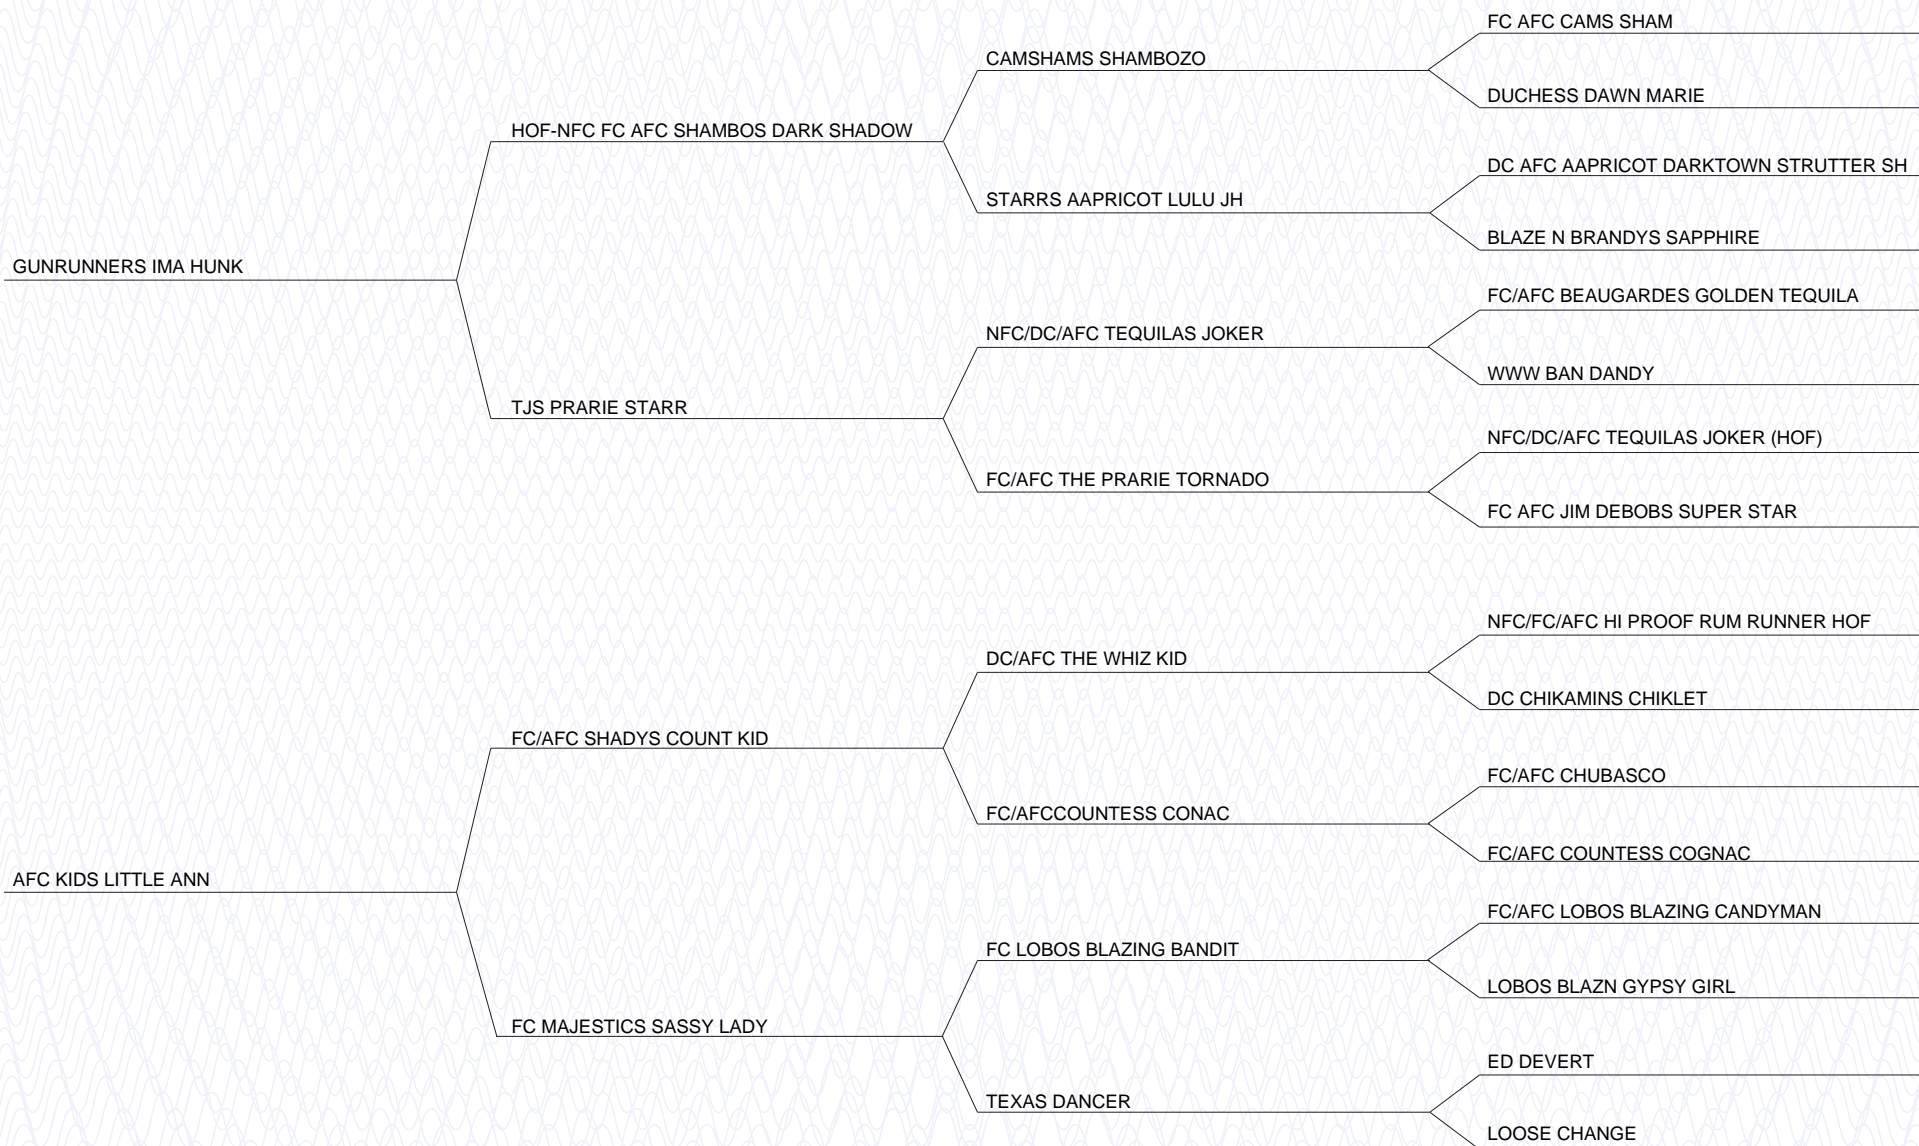 FC AFC CAMS SHAM
CAMSHAMS SHAMBOZO
DUCHESS DAWN MARIE
HOF-NFC FC AFC SHAMBOS DARK SHADOW
DC AFC AAPRICOT DARKTOWN STRUTTER SH
STARRS AAPRICOT LULU JH
BLAZE N BRANDYS SAPPHIRE
GUNRUNNERS IMA HUNK
FC/AFC BEAUGARDES GOLDEN TEQUILA
NFC/DC/AFC TEQUILAS JOKER
WWW BAN DANDY
TJS PRARIE STARR
NFC/DC/AFC TEQUILAS JOKER (HOF)
FC/AFC THE PRARIE TORNADO
FC AFC JIM DEBOBS SUPER STAR
NFC/FC/AFC HI PROOF RUM RUNNER HOF
DC/AFC THE WHIZ KID
DC CHIKAMINS CHIKLET
FC/AFC SHADYS COUNT KID
FC/AFC CHUBASCO
FC/AFCCOUNTESS CONAC
FC/AFC COUNTESS COGNAC
AFC KIDS LITTLE ANN
FC/AFC LOBOS BLAZING CANDYMAN
FC LOBOS BLAZING BANDIT
LOBOS BLAZN GYPSY GIRL
FC MAJESTICS SASSY LADY
ED DEVERT
TEXAS DANCER
LOOSE CHANGE